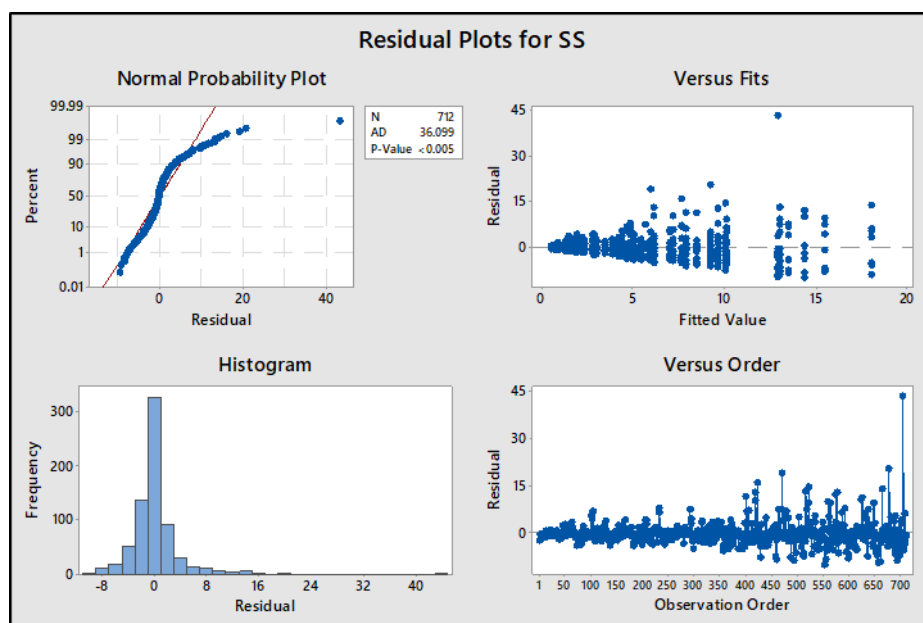 Residual Plots for SS
Normal Probability Plot
99.99
99
90
50
10
1
0.01
Percent
0
20
40
Residual
N 712
AD 36.099
P-Value <0.005
Versus Fits
45
30
15
0
Residual
0 5 10 15 20
Fitted Value
Histogram
300
200
100
0
Frequency
-8 0 8 16 24 32 40
Residual
Versus Order
45
30
15
0
Residual
1 50 100 150 200 250 300 350 400 450 500 550 600 650 700
Observation Order